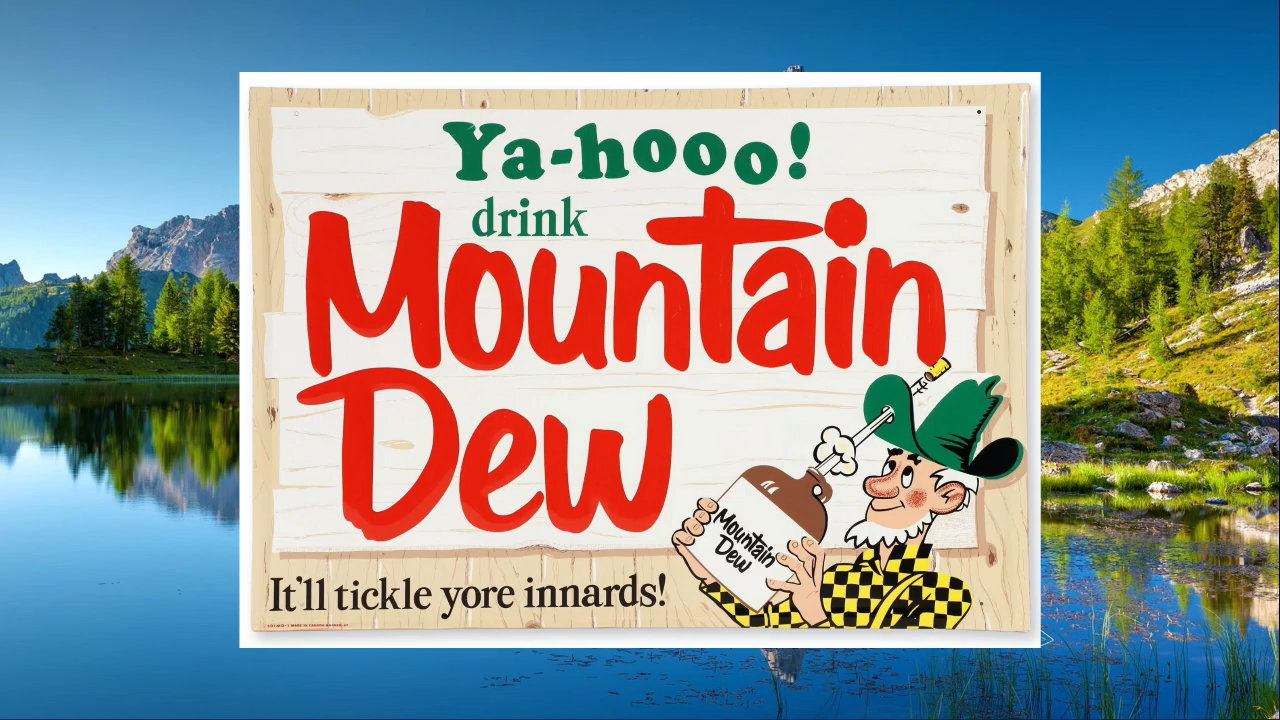 Ya-hooo!
drink
Mountain
Dew
Mountain
Dew
It'll tickle yore innards!